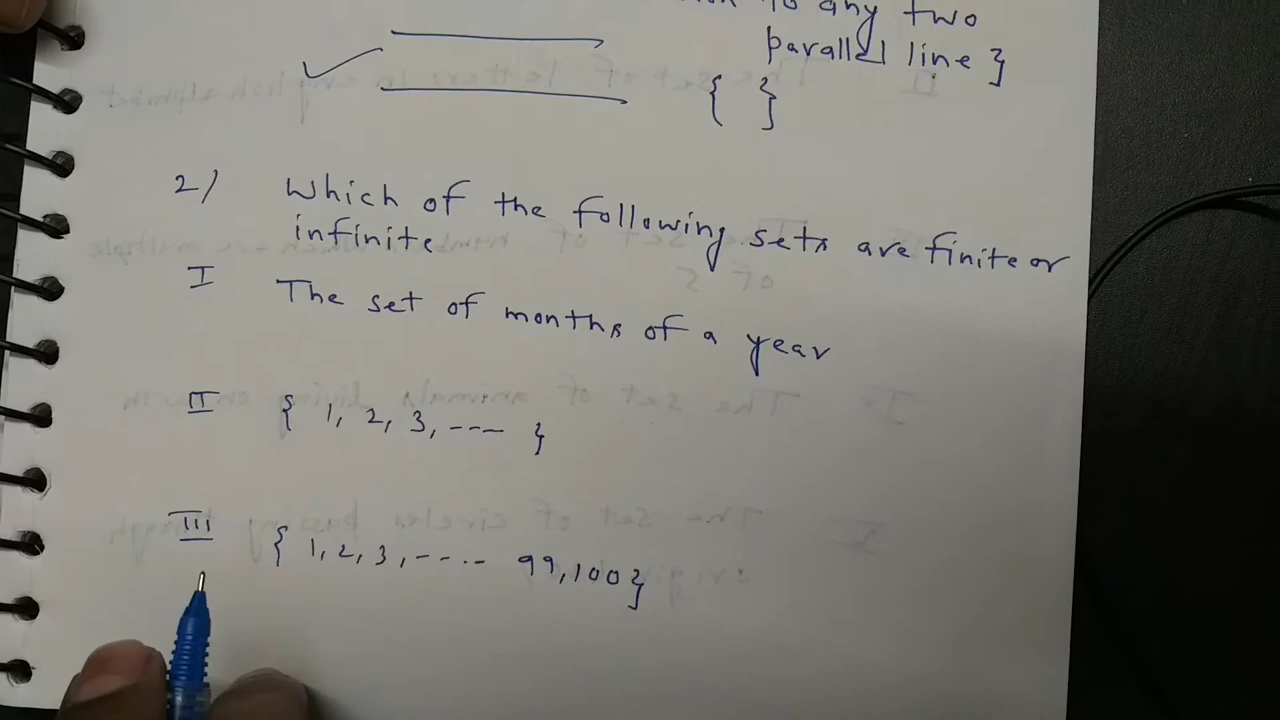 to any two
parallel line }
{ }
2) Which of the following sets are finite or
infinite
I The set of months of a year
II { 1, 2, 3, ---- }
III { 1, 2, 3, ----- 99, 100 }